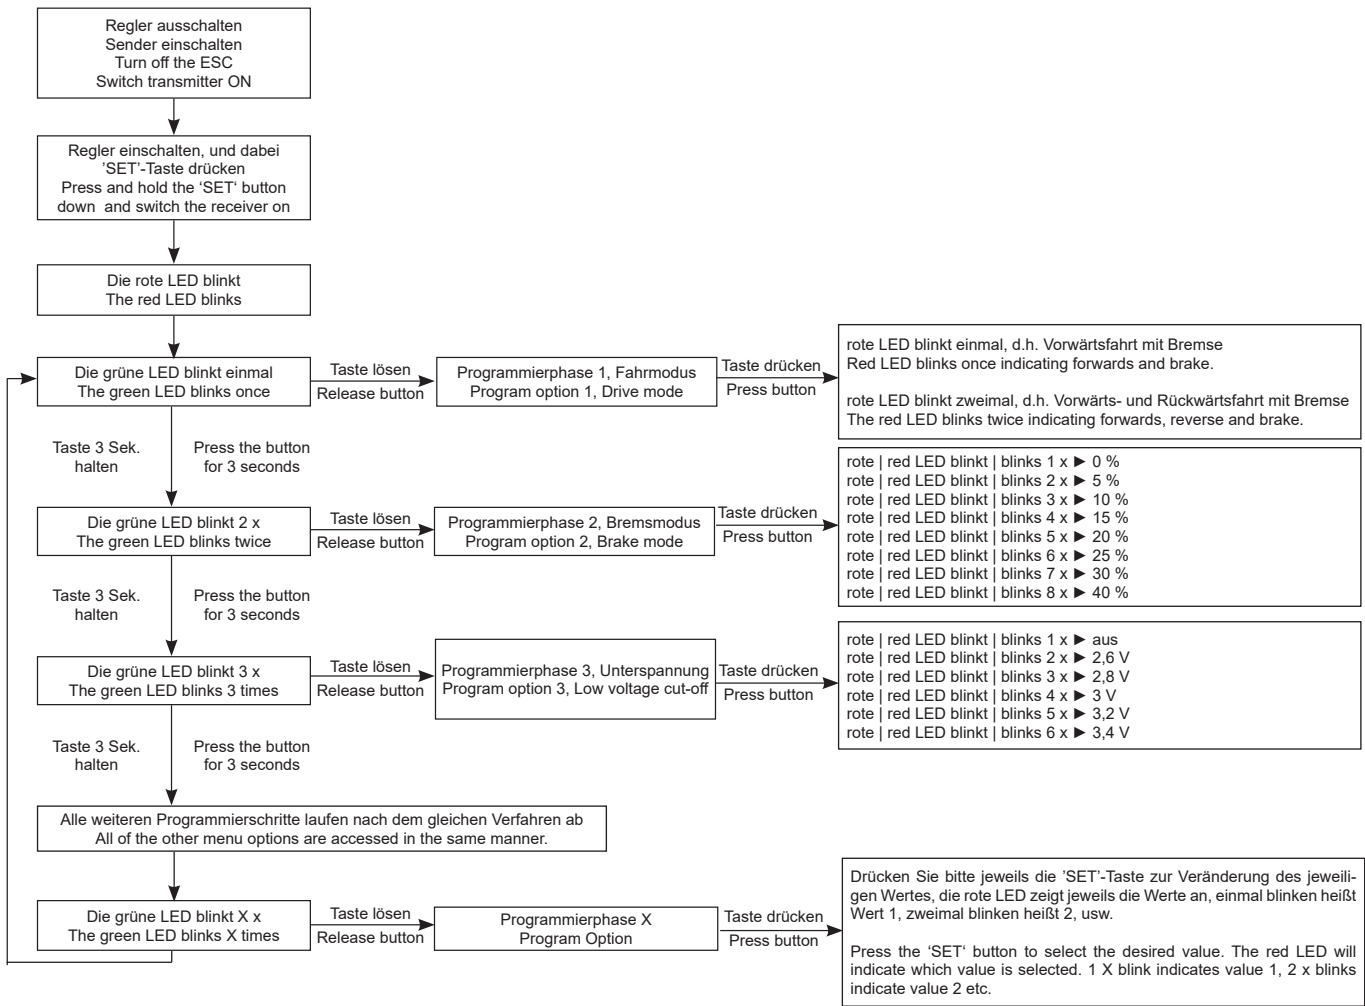 Regler ausschalten
Sender einschalten
Turn off the ESC
Switch transmitter ON
Regler einschalten, und dabei
’SET’-Taste drücken
Press and hold the ‘SET‘ button
down and switch the receiver on
Die rote LED blinkt
The red LED blinks
Die grüne LED blinkt einmal
The green LED blinks once
Taste lösen
Release button
Programmierphase 1, Fahrmodus
Program option 1, Drive mode
Taste drücken
Press button
rote LED blinkt einmal, d.h. Vorwärtsfahrt mit Bremse
Red LED blinks once indicating forwards and brake.
rote LED blinkt zweimal, d.h. Vorwärts- und Rückwärtsfahrt mit Bremse
The red LED blinks twice indicating forwards, reverse and brake.
Taste 3 Sek.
halten
Press the button
for 3 seconds
Die grüne LED blinkt 2 x
The green LED blinks twice
Taste lösen
Release button
Programmierphase 2, Bremsmodus
Program option 2, Brake mode
Taste drücken
Press button
rote | red LED blinkt | blinks 1 x ► 0 %
rote | red LED blinkt | blinks 2 x ► 5 %
rote | red LED blinkt | blinks 3 x ► 10 %
rote | red LED blinkt | blinks 4 x ► 15 %
rote | red LED blinkt | blinks 5 x ► 20 %
rote | red LED blinkt | blinks 6 x ► 25 %
rote | red LED blinkt | blinks 7 x ► 30 %
rote | red LED blinkt | blinks 8 x ► 40 %
Taste 3 Sek.
halten
Press the button
for 3 seconds
Die grüne LED blinkt 3 x
The green LED blinks 3 times
Taste lösen
Release button
Programmierphase 3, Unterspannung
Program option 3, Low voltage cut-off
Taste drücken
Press button
rote | red LED blinkt | blinks 1 x ► aus
rote | red LED blinkt | blinks 2 x ► 2,6 V
rote | red LED blinkt | blinks 3 x ► 2,8 V
rote | red LED blinkt | blinks 4 x ► 3 V
rote | red LED blinkt | blinks 5 x ► 3,2 V
rote | red LED blinkt | blinks 6 x ► 3,4 V
Taste 3 Sek.
halten
Press the button
for 3 seconds
Alle weiteren Programmierschritte laufen nach dem gleichen Verfahren ab
All of the other menu options are accessed in the same manner.
Die grüne LED blinkt X x
The green LED blinks X times
Taste lösen
Release button
Programmierphase X
Program Option
Taste drücken
Press button
Drücken Sie bitte jeweils die ’SET’-Taste zur Veränderung des jeweili-
gen Wertes, die rote LED zeigt jeweils die Werte an, einmal blinken heißt
Wert 1, zweimal blinken heißt 2, usw.
Press the ‘SET‘ button to select the desired value. The red LED will
indicate which value is selected. 1 X blink indicates value 1, 2 x blinks
indicate value 2 etc.